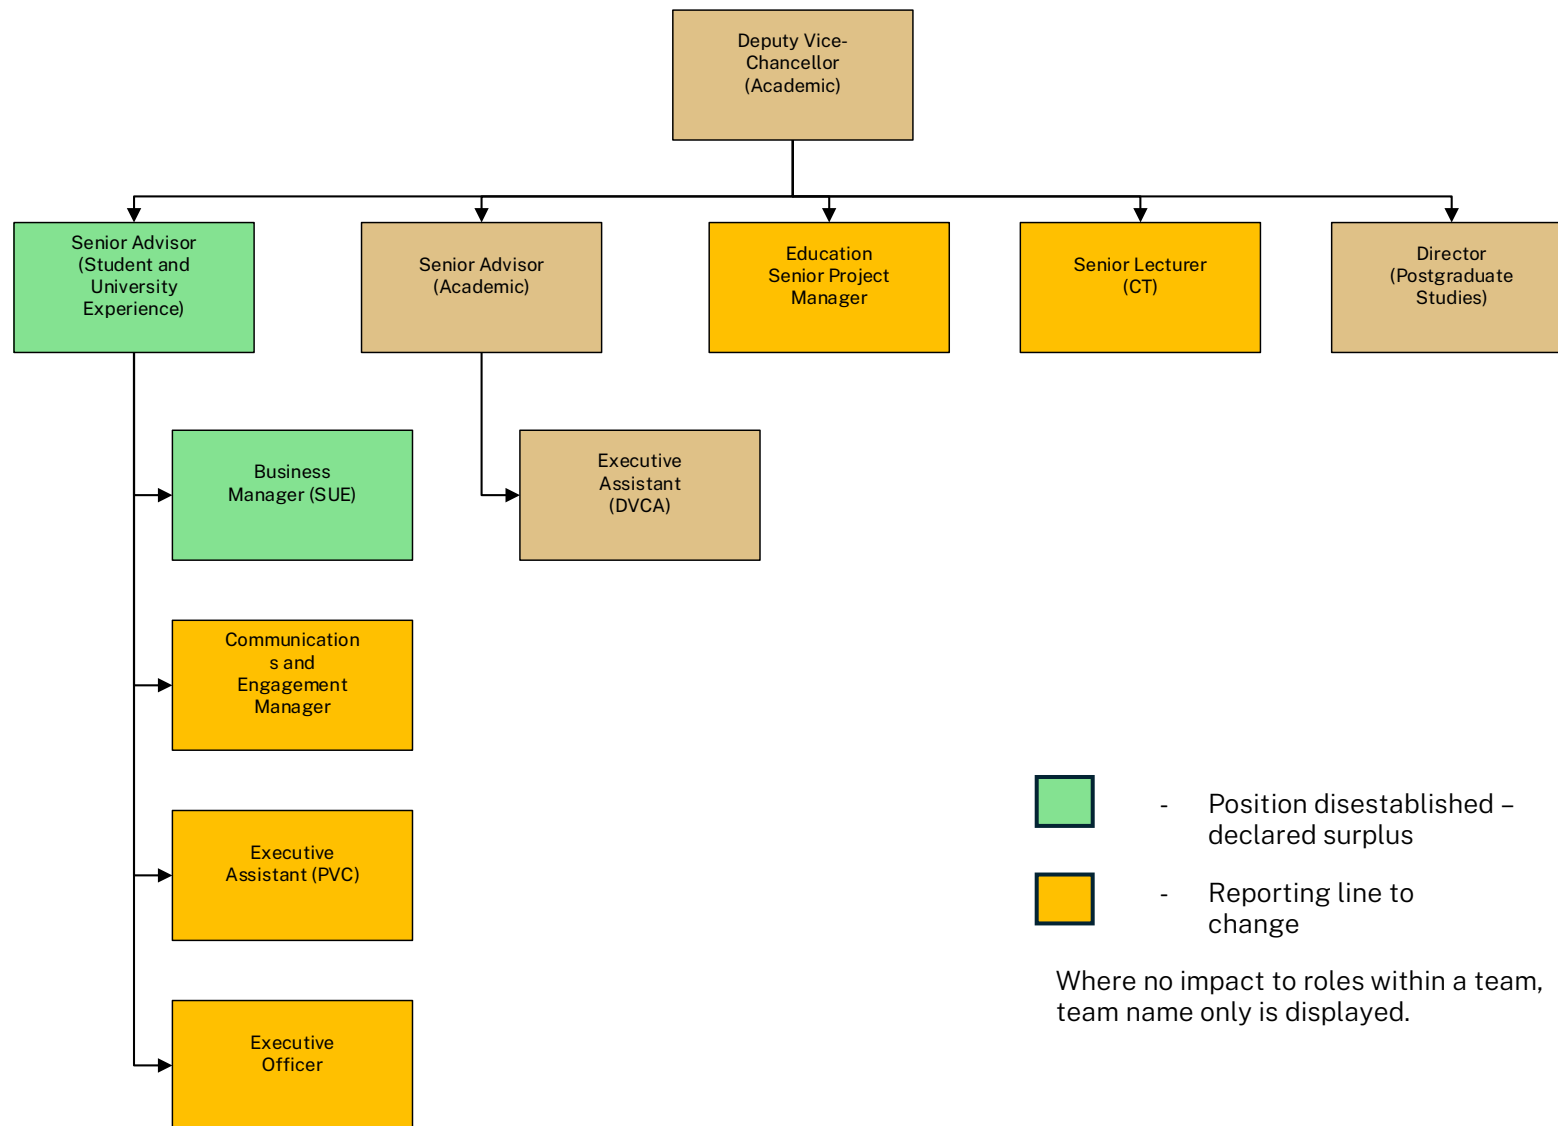 Deputy Vice-
Chancellor
(Academic)
Senior Advisor
(Student and
University
Experience)
Senior Advisor
(Academic)
Education
Senior Project
Manager
Senior Lecturer
(CT)
Director
(Postgraduate
Studies)
Business
Manager (SUE)
Executive
Assistant
(DVCA)
Communication
s and
Engagement
Manager
Executive
Assistant (PVC)
Executive
Officer
- Position disestablished –
declared surplus
- Reporting line to
change
Where no impact to roles within a team,
team name only is displayed.